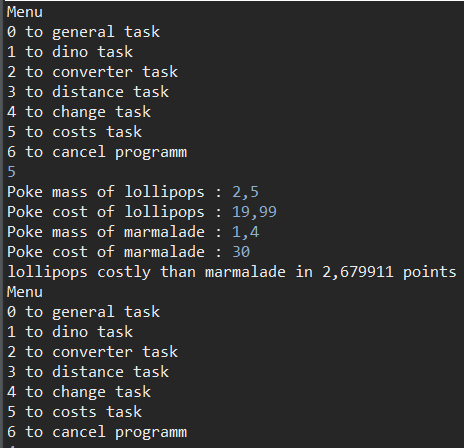 Menu
0 to general task
1 to dino task
2 to converter task
3 to distance task
4 to change task
5 to costs task
6 to cancel programm
5
Poke mass of lollipops : 2,5
Poke cost of lollipops : 19,99
Poke mass of marmalade : 1,4
Poke cost of marmalade : 30
lollipops costly than marmalade in 2,679911 points
Menu
0 to general task
1 to dino task
2 to converter task
3 to distance task
4 to change task
5 to costs task
6 to cancel programm